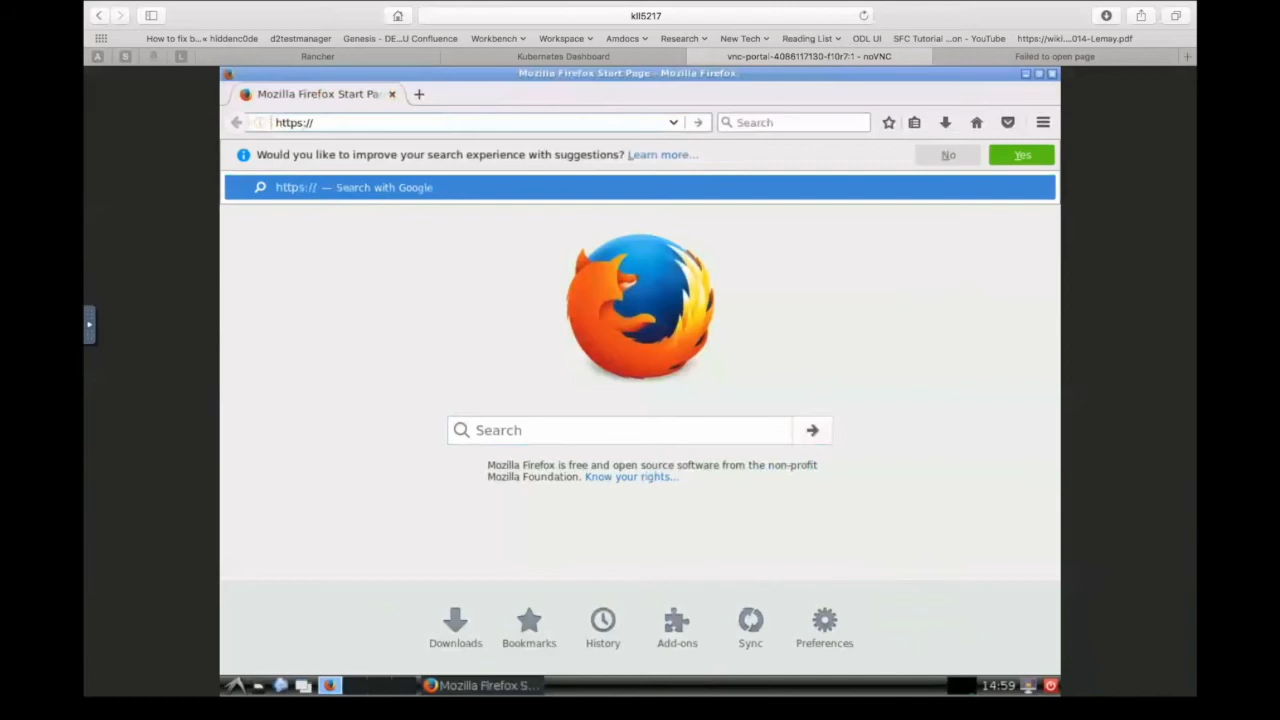 kll5217
How to fix b...« hiddenc0de
d2testmanager
Genesis - DE...U Confluence
Workbench
Workspace
Amdocs
Research
New Tech
Reading List
ODL UI
SFC Tutorial ...on - YouTube
https://wiki....014-Lemay.pdf
A
S
L
Rancher
Kubernetes Dashboard
vnc-portal-4086117130-f10r7:1 - noVNC
Failed to open page
Mozilla Firefox Start Page - Mozilla Firefox
Mozilla Firefox Start Pa
https://
Search
Would you like to improve your search experience with suggestions? Learn more...
No
Yes
https:// — Search with Google
Search
Mozilla Firefox is free and open source software from the non-profit
Mozilla Foundation. Know your rights...
Downloads
Bookmarks
History
Add-ons
Sync
Preferences
Mozilla Firefox S...
14:59